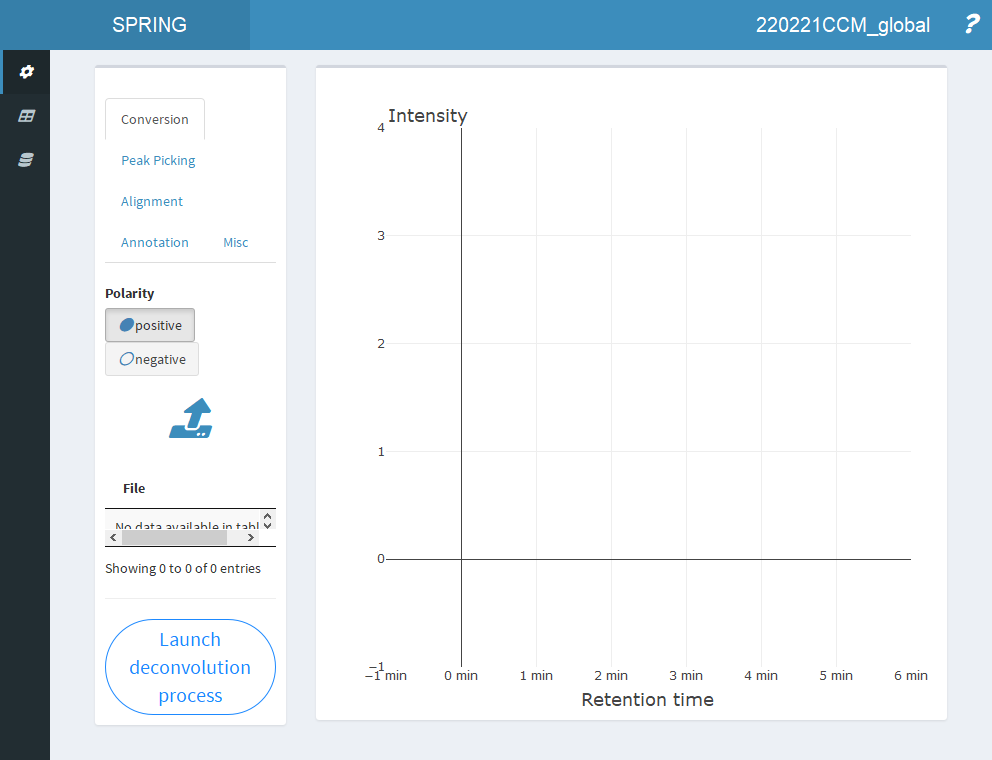 SPRING
220221CCM_global
?
Conversion
Peak Picking
Alignment
Annotation Misc
Polarity
positive
negative
File
No data available in tabl
Showing 0 to 0 of 0 entries
Launch
deconvolution
process
Intensity
4
3
2
1
0
−1
−1 min 0 min 1 min 2 min 3 min 4 min 5 min 6 min
Retention time